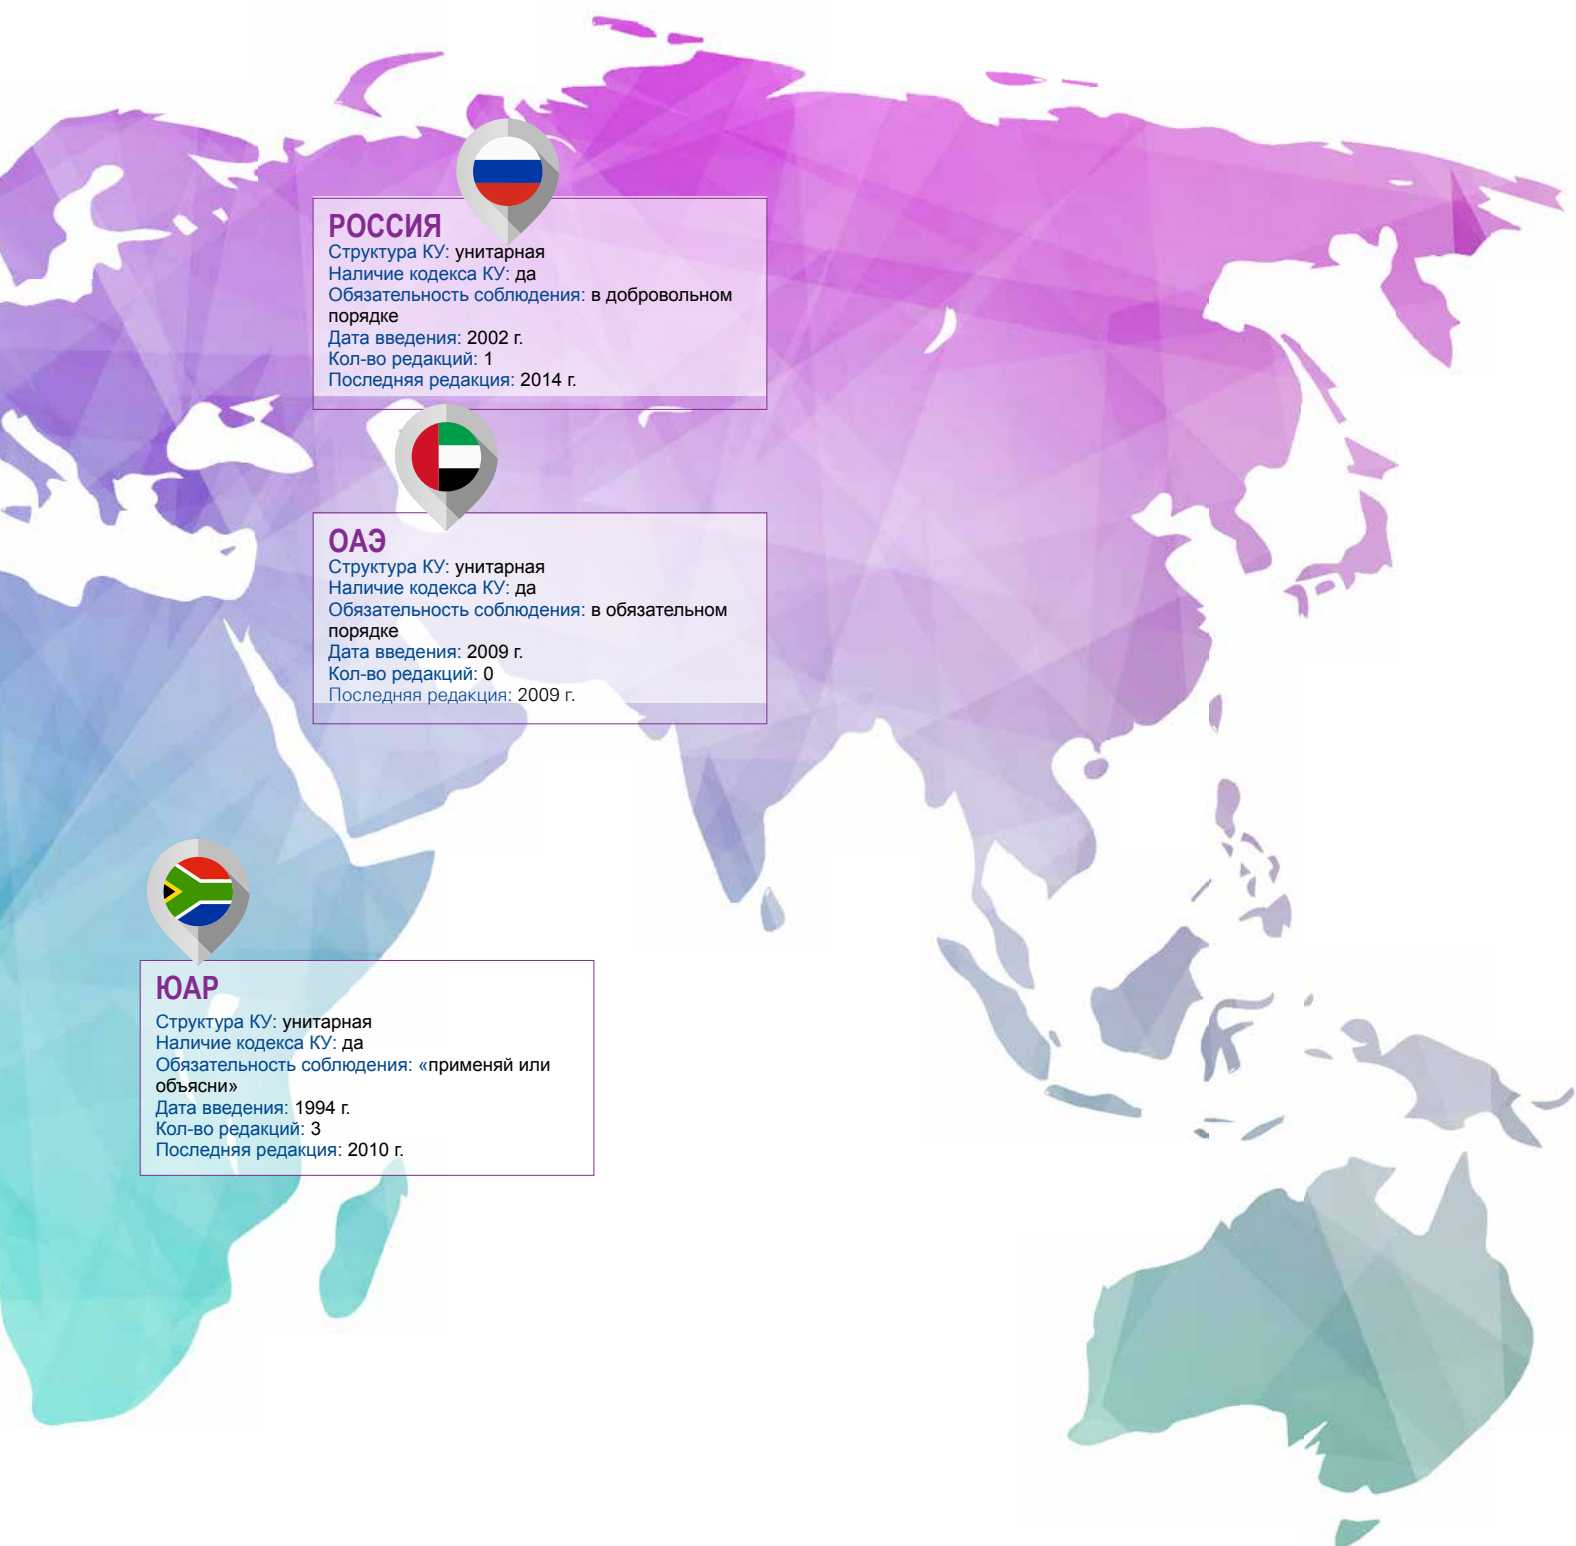 РОССИЯ
Структура КУ: унитарная
Наличие кодекса КУ: да
Обязательность соблюдения: в добровольном
порядке
Дата введения: 2002 г.
Кол-во редакций: 1
Последняя редакция: 2014 г.
ОАЭ
Структура КУ: унитарная
Наличие кодекса КУ: да
Обязательность соблюдения: в обязательном
порядке
Дата введения: 2009 г.
Кол-во редакций: 0
Последняя редакция: 2009 г.
ЮАР
Структура КУ: унитарная
Наличие кодекса КУ: да
Обязательность соблюдения: «применяй или
объясни»
Дата введения: 1994 г.
Кол-во редакций: 3
Последняя редакция: 2010 г.